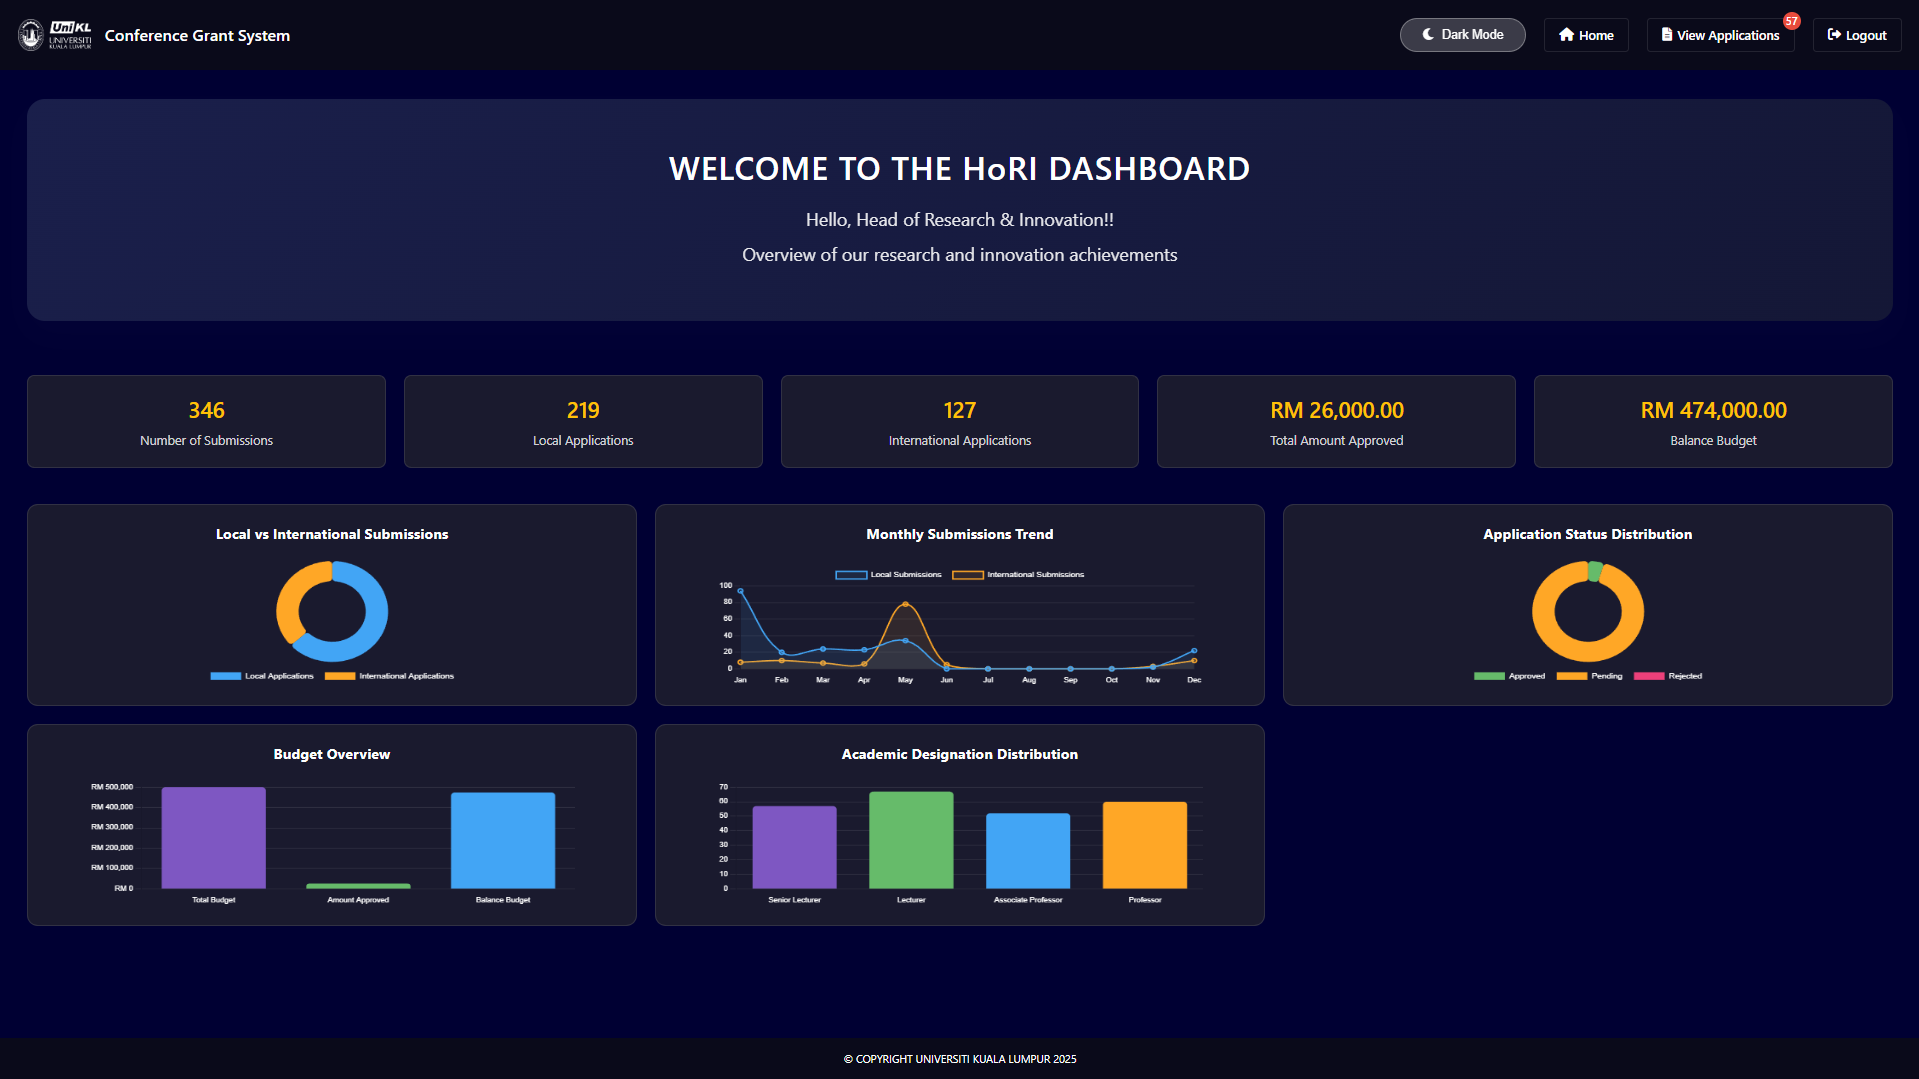 UniKL
UNIVERSITI
KUALA LUMPUR
Conference Grant System
Dark Mode
Home
View Applications
57
Logout
WELCOME TO THE HoRI DASHBOARD
Hello, Head of Research & Innovation!!
Overview of our research and innovation achievements
346
Number of Submissions
219
Local Applications
127
International Applications
RM 26,000.00
Total Amount Approved
RM 474,000.00
Balance Budget
Local vs International Submissions
Local Applications
International Applications
Monthly Submissions Trend
Local Submissions
International Submissions
100
80
60
40
20
0
Jan Feb Mar Apr May Jun Jul Aug Sep Oct Nov Dec
Application Status Distribution
Approved
Pending
Rejected
Budget Overview
RM 500,000
RM 400,000
RM 300,000
RM 200,000
RM 100,000
RM 0
Total Budget
Amount Approved
Balance Budget
Academic Designation Distribution
70
60
50
40
30
20
10
0
Senior Lecturer
Lecturer
Associate Professor
Professor
© COPYRIGHT UNIVERSITI KUALA LUMPUR 2025